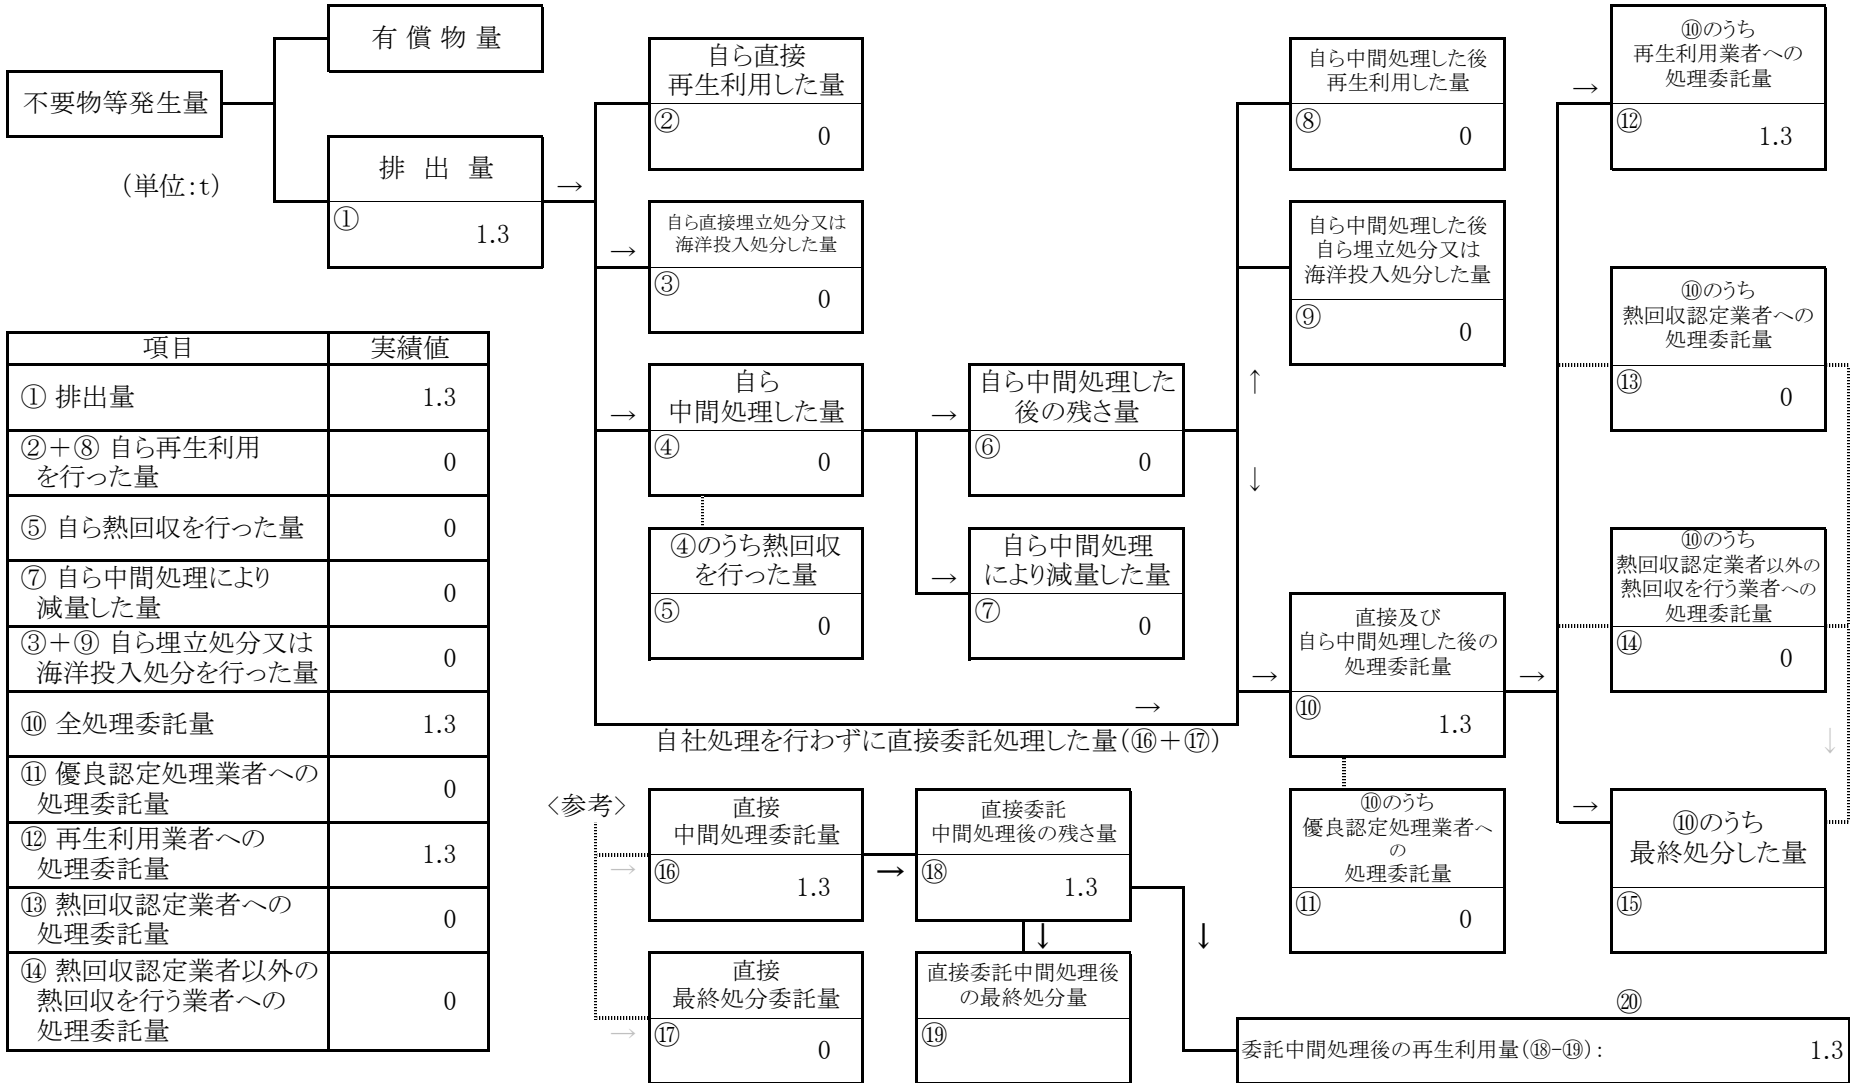 有 償 物 量
不要物等発生量
(単位:t)
排 出 量
①
1.3
→
自ら直接
再生利用した量
②
0
→
自ら直接埋立処分又は
海洋投入処分した量
③
0
→
自ら
中間処理した量
④
0
④のうち熱回収
を行った量
⑤
0
→
自ら中間処理した
後の残さ量
⑥
0
→
自ら中間処理
により減量した量
⑦
0
自ら中間処理した後
再生利用した量
⑧
0
自ら中間処理した後
自ら埋立処分又は
海洋投入処分した量
⑨
0
↑
↓
→
自社処理を行わずに直接委託処理した量(⑯+⑰)
→
直接及び
自ら中間処理した後の
処理委託量
⑩
1.3
→
⑩のうち
優良認定処理業者へ
の
処理委託量
⑪
0
→
⑩のうち
再生利用業者への
処理委託量
⑫
1.3
⑩のうち
熱回収認定業者への
処理委託量
⑬
0
⑩のうち
熱回収認定業者以外の
熱回収を行う業者への
処理委託量
⑭
0
↓
→
⑩のうち
最終処分した量
⑮
項目 実績値
① 排出量 1.3
②+⑧ 自ら再生利用
を行った量 0
⑤ 自ら熱回収を行った量 0
⑦ 自ら中間処理により
減量した量 0
③+⑨ 自ら埋立処分又は
海洋投入処分を行った量 0
⑩ 全処理委託量 1.3
⑪ 優良認定処理業者への
処理委託量 0
⑫ 再生利用業者への
処理委託量 1.3
⑬ 熱回収認定業者への
処理委託量 0
⑭ 熱回収認定業者以外の
熱回収を行う業者への
処理委託量 0
〈参考〉
→
直接
中間処理委託量
⑯
1.3
→
直接委託
中間処理後の残さ量
⑱
1.3
↓
↓
→
直接
最終処分委託量
⑰
0
直接委託中間処理後
の最終処分量
⑲
⑳
委託中間処理後の再生利用量(⑱-⑲): 1.3